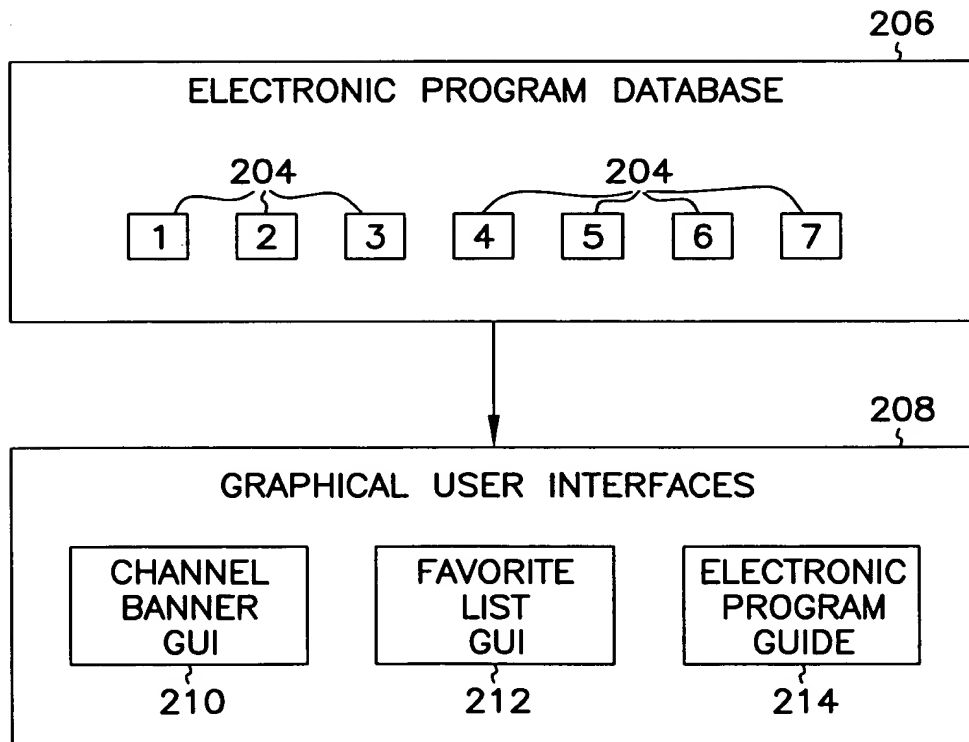 206
ELECTRONIC PROGRAM DATABASE
204 204
1 2 3 4 5 6 7
208
GRAPHICAL USER INTERFACES
CHANNEL
BANNER
GUI
210
FAVORITE
LIST
GUI
212
ELECTRONIC
PROGRAM
GUIDE
214